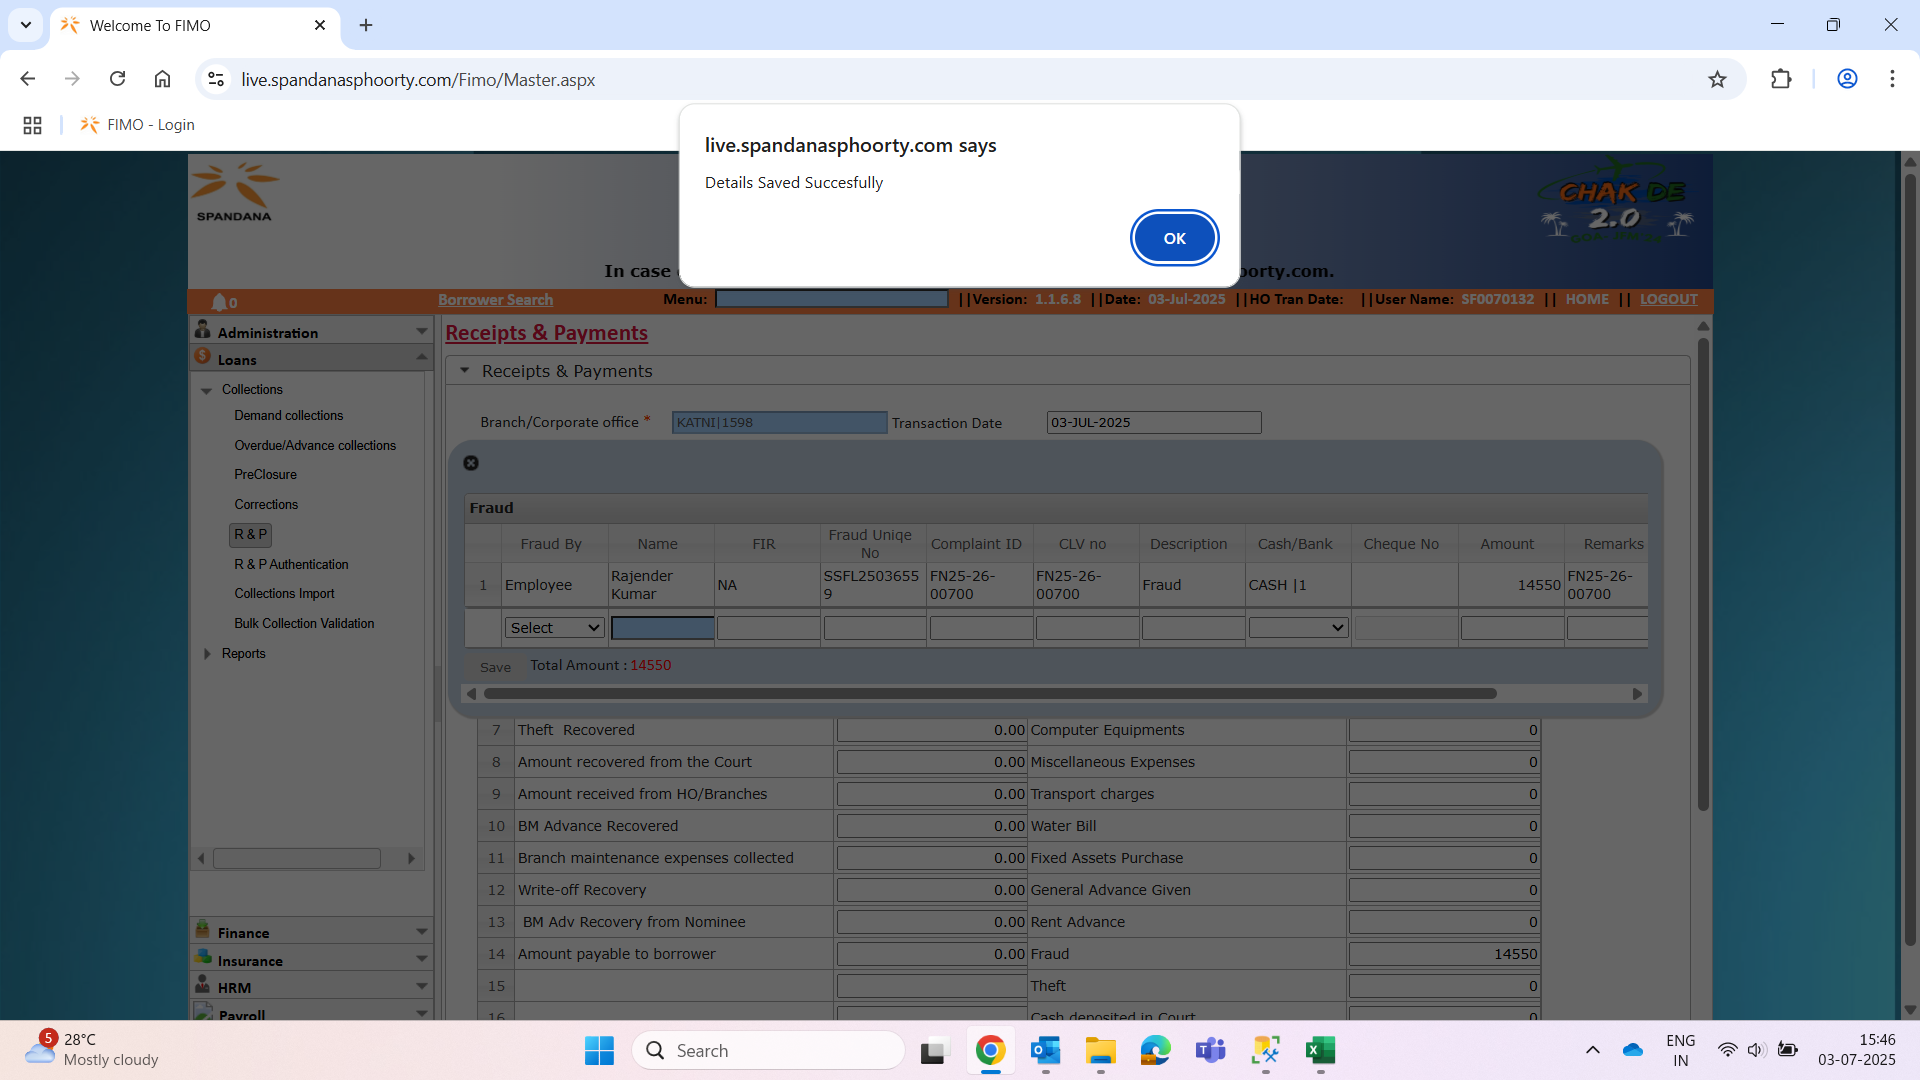 Welcome To FIMO
live.spandanasphoorty.com/Fimo/Master.aspx
FIMO - Login
live.spandanasphoorty.com says
Details Saved Succesfully
OK
SPANDANA
CHAK DE
2.0
In case
oorty.com.
0
Borrower Search
Menu:
||Version: 1.1.6.8 ||Date: 03-Jul-2025 ||HO Tran Date: ||User Name: SF0070132 || HOME || LOGOUT
Administration
Loans
Collections
Demand collections
Overdue/Advance collections
PreClosure
Corrections
R & P
R & P Authentication
Collections Import
Bulk Collection Validation
Reports
Finance
Insurance
HRM
Payroll
Receipts & Payments
Receipts & Payments
Branch/Corporate office * KATNI|1598 Transaction Date 03-JUL-2025
Fraud
Fraud By Name FIR Fraud Uniqe No Complaint ID CLV no Description Cash/Bank Cheque No Amount Remarks
1 Employee Rajender Kumar NA SSFL25036559 FN25-26-00700 FN25-26-00700 Fraud CASH |1 14550 FN25-26-00700
Select
Save Total Amount : 14550
7 Theft Recovered 0.00 Computer Equipments 0
8 Amount recovered from the Court 0.00 Miscellaneous Expenses 0
9 Amount received from HO/Branches 0.00 Transport charges 0
10 BM Advance Recovered 0.00 Water Bill 0
11 Branch maintenance expenses collected 0.00 Fixed Assets Purchase 0
12 Write-off Recovery 0.00 General Advance Given 0
13 BM Adv Recovery from Nominee 0.00 Rent Advance 0
14 Amount payable to borrower 0.00 Fraud 14550
15 Theft 0
16 Cash deposited in Court 0
5
28°C
Mostly cloudy
Search
ENG
IN
15:46
03-07-2025